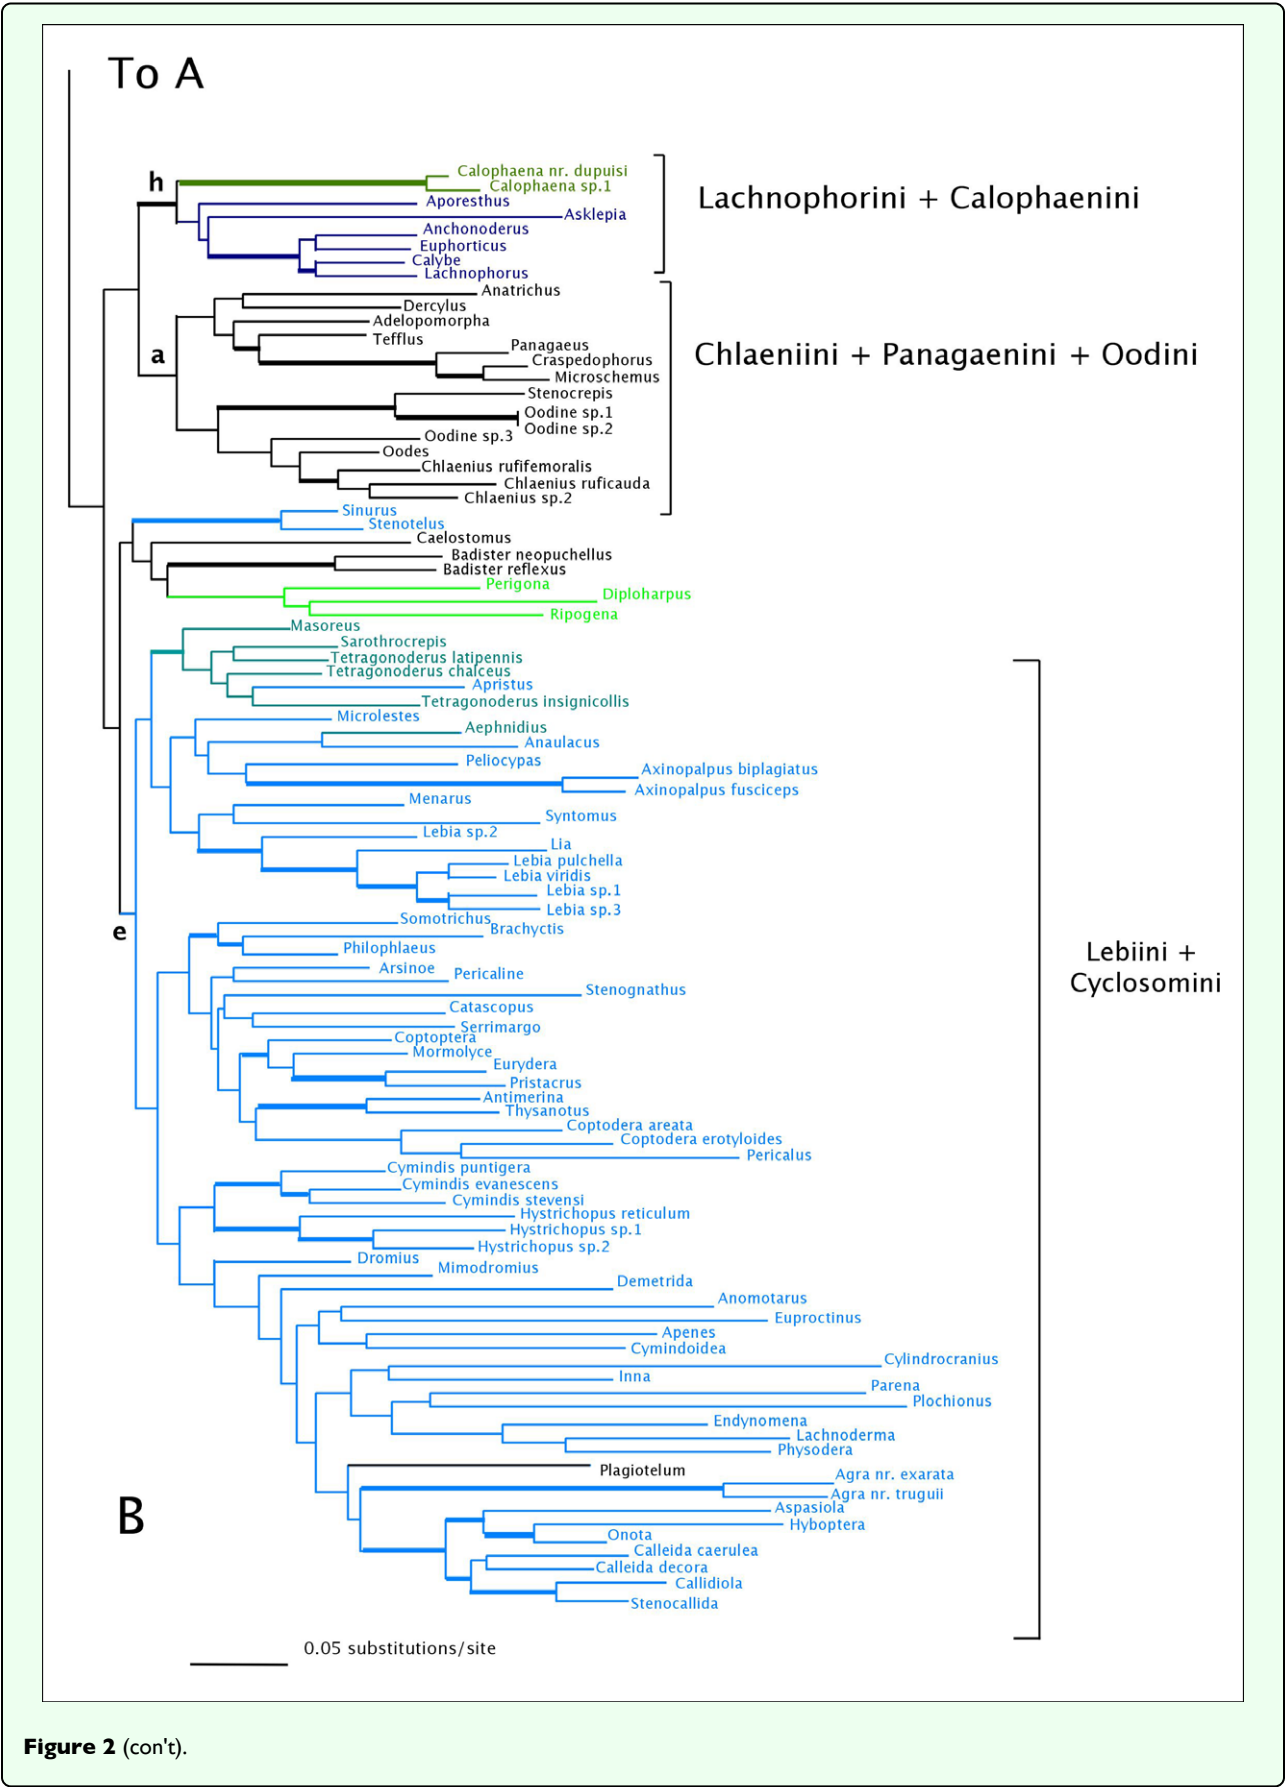 To A
h
Calophaena nr. dupuisi
Calophaena sp.1
Aporesthus
Asklepia
Anchonoderus
Euphorticus
Calybe
Lachnophorus
Lachnophorini + Calophaenini
a
Anatrichus
Dercylus
Adelopomorpha
Tefflus
Panagaeus
Craspedophorus
Microschemus
Stenocrepis
Oodine sp.1
Oodine sp.2
Oodine sp.3
Oodes
Chlaenius rufifemoralis
Chlaenius ruficauda
Chlaenius sp.2
Chlaeniini + Panagaenini + Oodini
Sinurus
Stenotelus
Caelostomus
Badister neopuchellus
Badister reflexus
Perigona
Diploharpus
Ripogena
Masoreus
Sarothrocrepis
Tetragonoderus latipennis
Tetragonoderus chalceus
Apristus
Tetragonoderus insignicollis
Microlestes
Aephnidius
Anaulacus
Peliocypas
Axinopalpus biplagiatus
Axinopalpus fusciceps
Menarus
Syntomus
Lebia sp.2
Lia
Lebia pulchella
Lebia viridis
Lebia sp.1
Lebia sp.3
e
Somotrichus
Brachyctis
Philophlaeus
Arsinoe
Pericaline
Stenognathus
Catascopus
Serrimargo
Coptoptera
Mormolyce
Eurydera
Pristacrus
Antimerina
Thysanotus
Coptodera areata
Coptodera erotyloides
Pericalus
Cymindis puntigera
Cymindis evanescens
Cymindis stevensi
Hystrichopus reticulum
Hystrichopus sp.1
Hystrichopus sp.2
Dromius
Mimodromius
Demetrida
Anomotarus
Euproctinus
Apenes
Cymindoidea
Cylindrocranius
Inna
Parena
Plochionus
Endynomena
Lachnoderma
Physodera
Plagiotelum
Agra nr. exarata
Agra nr. truguii
Aspasiola
Hyboptera
Onota
Calleida caerulea
Calleida decora
Callidiola
Stenocallida
Lebiini +
Cyclosomini
B
0.05 substitutions/site
Figure 2 (con't).